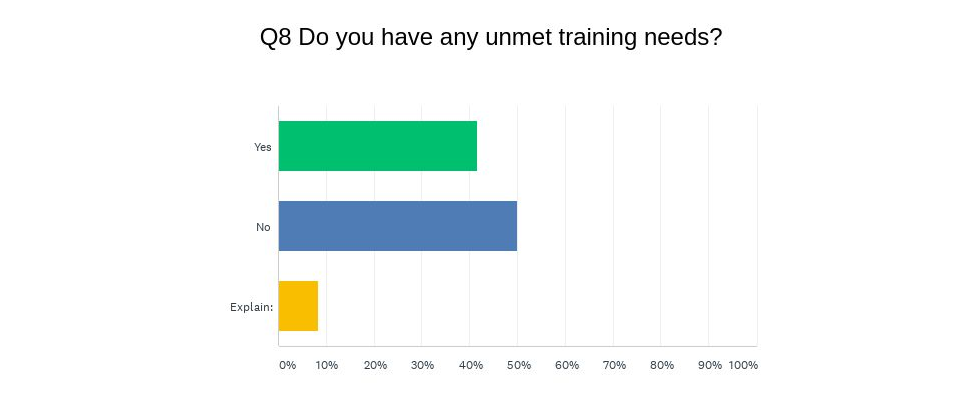 Q8 Do you have any unmet training needs?
Yes
No
Explain:
0% 10% 20% 30% 40% 50% 60% 70% 80% 90% 100%